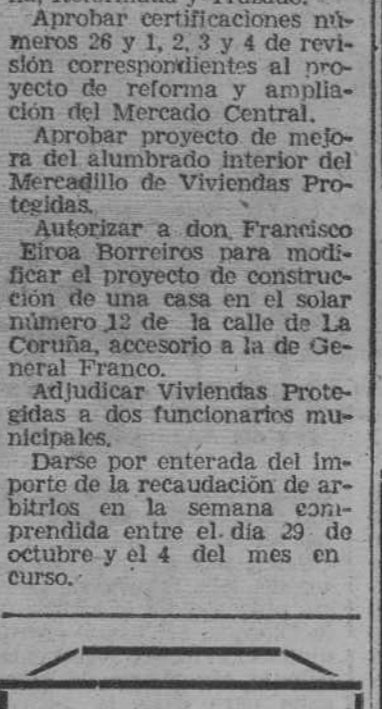 Aprobar certificaciones nú-
meros 26 y 1, 2, 3 y 4 de revi-
sión correspondientes al pro-
yecto de reforma y amplia-
ción del Mercado Central.
Aprobar proyecto de mejo-
ra del alumbrado interior del
Mercadillo de Viviendas Pro-
tegidas.
Autorizar a don Francisco
Eiroa Borreiros para modi-
ficar el proyecto de construc-
ción de una casa en el solar
número 12 de la calle de La
Coruña, accesorio a la de Ge-
neral Franco.
Adjudicar Viviendas Prote-
gidas a dos funcionarios mu-
nicipales.
Darse por enterada del im-
porte de la recaudación de ar-
bitrios en la semana com-
prendida entre el día 29 de
octubre y el 4 del mes en
curso.